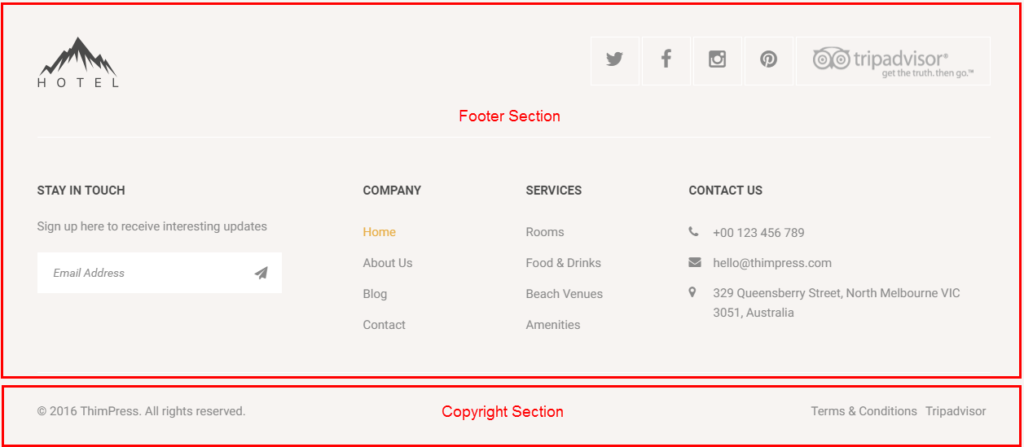 HOTEL
tripadvisor®
get the truth. then go.™
Footer Section
STAY IN TOUCH
Sign up here to receive interesting updates
Email Address
COMPANY
Home
About Us
Blog
Contact
SERVICES
Rooms
Food & Drinks
Beach Venues
Amenities
CONTACT US
+00 123 456 789
hello@thimpress.com
329 Queensberry Street, North Melbourne VIC
3051, Australia
© 2016 ThimPress. All rights reserved.
Copyright Section
Terms & Conditions Tripadvisor